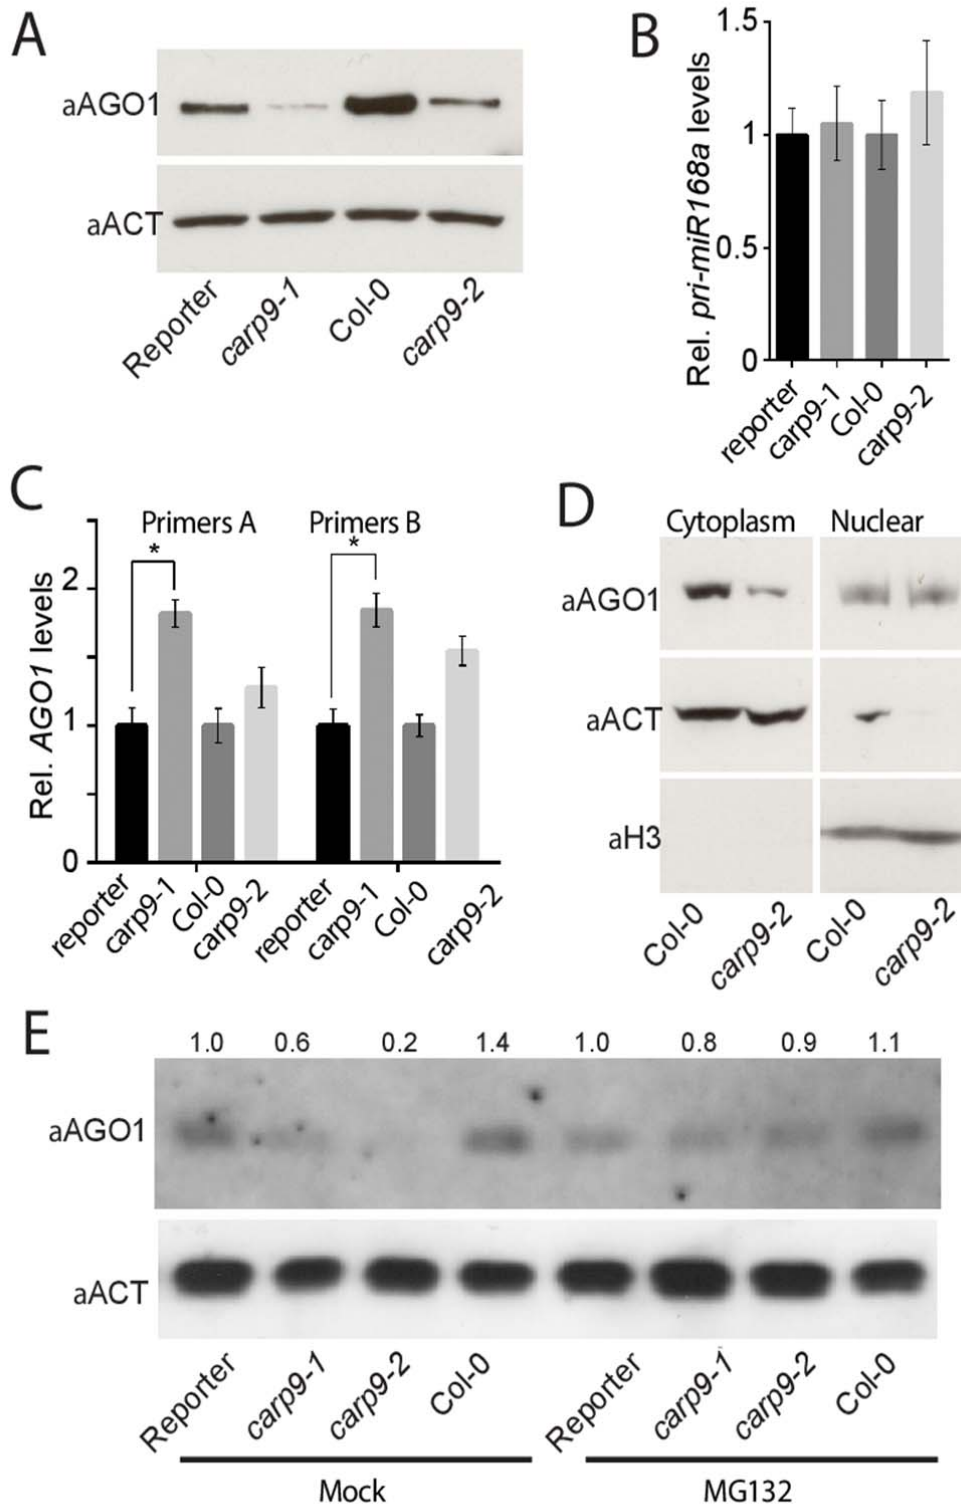 A
aAGO1
aACT
Reporter
carp9-1
Col-0
carp9-2
B
Rel. pri-miR168a levels
1.5
1
0.5
0
reporter
carp9-1
Col-0
carp9-2
C
Primers A
Primers B
*
*
Rel. AGO1 levels
2
1
0
reporter
carp9-1
Col-0
carp9-2
reporter
carp9-1
Col-0
carp9-2
D
Cytoplasm Nuclear
aAGO1
aACT
aH3
Col-0
carp9-2
Col-0
carp9-2
E
1.0 0.6 0.2 1.4 1.0 0.8 0.9 1.1
aAGO1
aACT
Reporter
carp9-1
carp9-2
Col-0
Reporter
carp9-1
carp9-2
Col-0
Mock
MG132